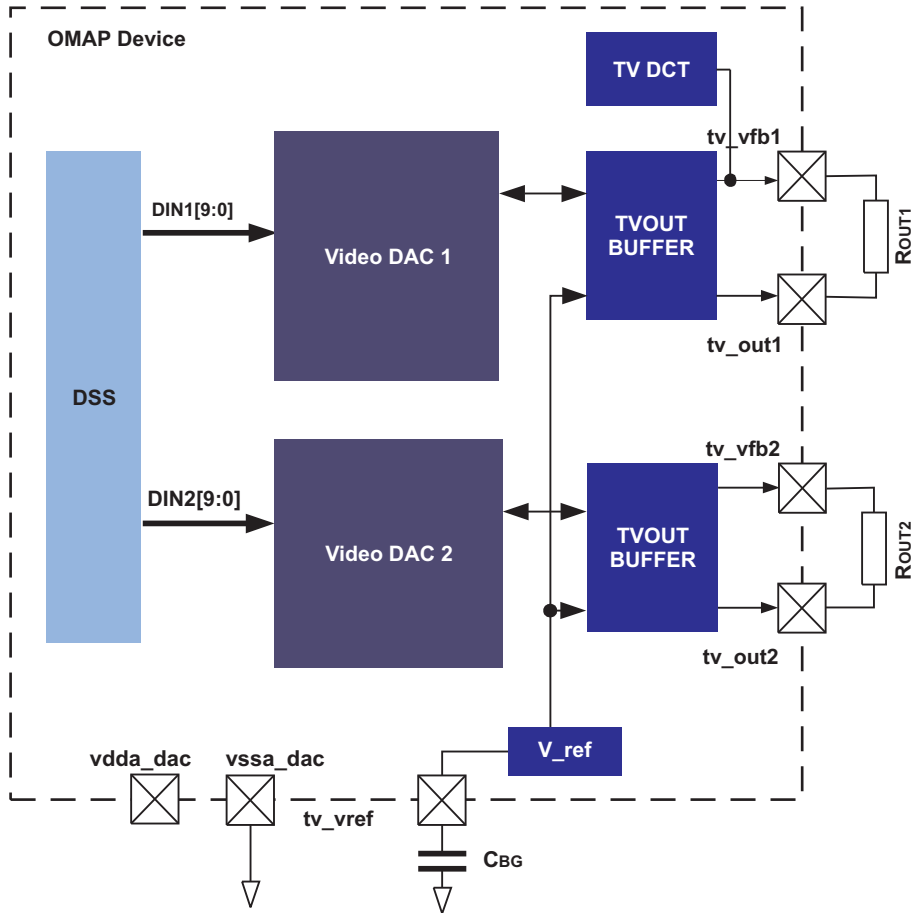 OMAP Device
TV DCT
tv_vfb1
DIN1[9:0]
Video DAC 1
TVOUT
BUFFER
ROUT1
tv_out1
DSS
tv_vfb2
DIN2[9:0]
Video DAC 2
TVOUT
BUFFER
ROUT2
tv_out2
V_ref
vdda_dac
vssa_dac
tv_vref
CBG